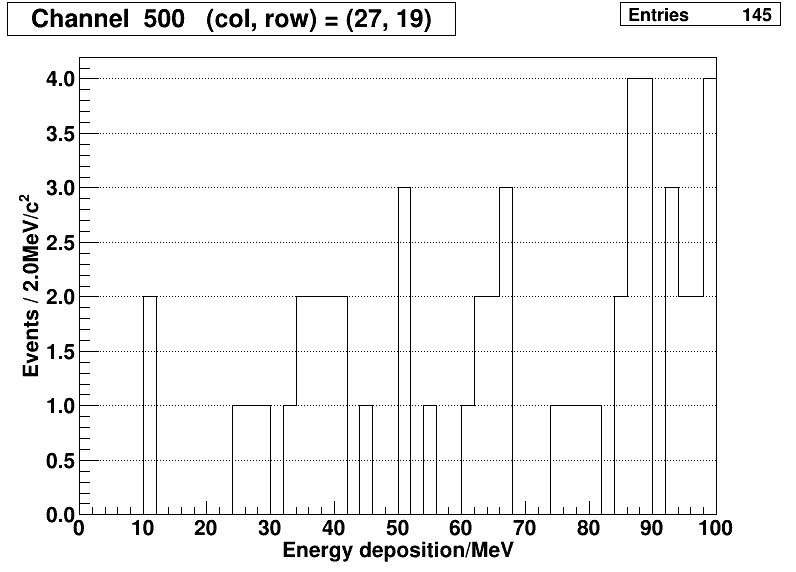 Channel 500 (col, row) = (27, 19)
Entries 145
4.0
3.5
3.0
2.5
2.0
1.5
1.0
0.5
0.0
Events / 2.0MeV/c²
0 10 20 30 40 50 60 70 80 90 100
Energy deposition/MeV